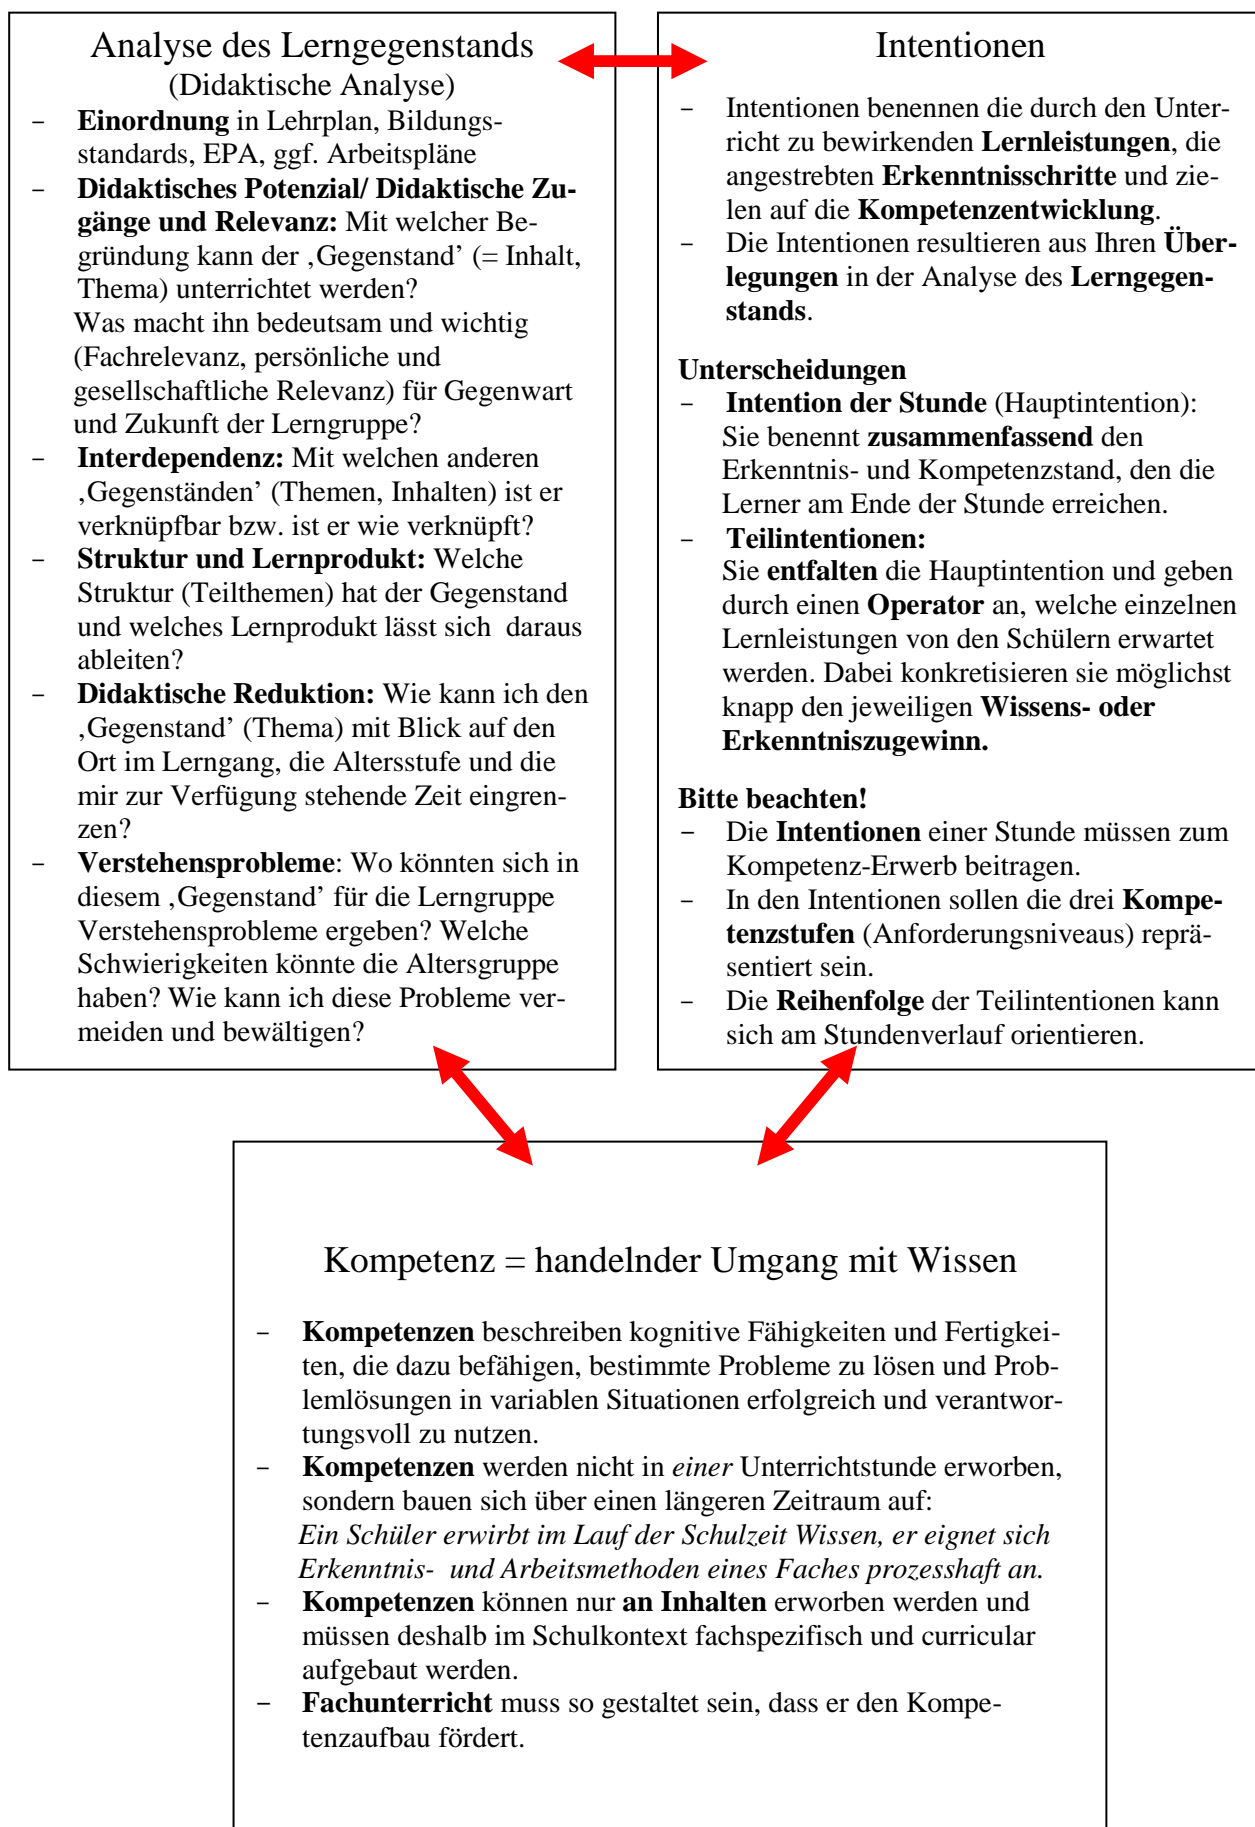 Analyse des Lerngegenstands
(Didaktische Analyse)
- Einordnung in Lehrplan, Bildungs-
standards, EPA, ggf. Arbeitspläne
- Didaktisches Potenzial/ Didaktische Zu-
gänge und Relevanz: Mit welcher Be-
gründung kann der ‚Gegenstand’ (= Inhalt,
Thema) unterrichtet werden?
Was macht ihn bedeutsam und wichtig
(Fachrelevanz, persönliche und
gesellschaftliche Relevanz) für Gegenwart
und Zukunft der Lerngruppe?
- Interdependenz: Mit welchen anderen
‚Gegenständen’ (Themen, Inhalten) ist er
verknüpfbar bzw. ist er wie verknüpft?
- Struktur und Lernprodukt: Welche
Struktur (Teilthemen) hat der Gegenstand
und welches Lernprodukt lässt sich daraus
ableiten?
- Didaktische Reduktion: Wie kann ich den
‚Gegenstand’ (Thema) mit Blick auf den
Ort im Lerngang, die Altersstufe und die
mir zur Verfügung stehende Zeit eingren-
zen?
- Verstehensprobleme: Wo könnten sich in
diesem ‚Gegenstand’ für die Lerngruppe
Verstehensprobleme ergeben? Welche
Schwierigkeiten könnte die Altersgruppe
haben? Wie kann ich diese Probleme ver-
meiden und bewältigen?
Intentionen
- Intentionen benennen die durch den Unter-
richt zu bewirkenden Lernleistungen, die
angestrebten Erkenntnisschritte und zie-
len auf die Kompetenzentwicklung.
- Die Intentionen resultieren aus Ihren Über-
legungen in der Analyse des Lerngegen-
stands.
Unterscheidungen
- Intention der Stunde (Hauptintention):
Sie benennt zusammenfassend den
Erkenntnis- und Kompetenzstand, den die
Lerner am Ende der Stunde erreichen.
- Teilintentionen:
Sie entfalten die Hauptintention und geben
durch einen Operator an, welche einzelnen
Lernleistungen von den Schülern erwartet
werden. Dabei konkretisieren sie möglichst
knapp den jeweiligen Wissens- oder
Erkenntniszugewinn.
Bitte beachten!
- Die Intentionen einer Stunde müssen zum
Kompetenz-Erwerb beitragen.
- In den Intentionen sollen die drei Kompe-
tenzstufen (Anforderungsniveaus) reprä-
sentiert sein.
- Die Reihenfolge der Teilintentionen kann
sich am Stundenverlauf orientieren.
Kompetenz = handelnder Umgang mit Wissen
- Kompetenzen beschreiben kognitive Fähigkeiten und Fertigkei-
ten, die dazu befähigen, bestimmte Probleme zu lösen und Prob-
lemlösungen in variablen Situationen erfolgreich und verantwor-
tungsvoll zu nutzen.
- Kompetenzen werden nicht in einer Unterrichtstunde erworben,
sondern bauen sich über einen längeren Zeitraum auf:
Ein Schüler erwirbt im Lauf der Schulzeit Wissen, er eignet sich
Erkenntnis- und Arbeitsmethoden eines Faches prozesshaft an.
- Kompetenzen können nur an Inhalten erworben werden und
müssen deshalb im Schulkontext fachspezifisch und curricular
aufgebaut werden.
- Fachunterricht muss so gestaltet sein, dass er den Kompe-
tenzaufbau fördert.